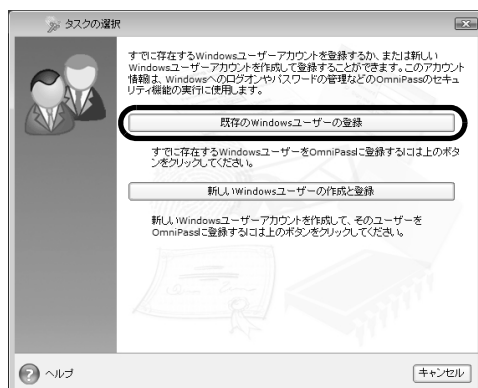 タスクの選択
すでに存在するWindowsユーザーアカウントを登録するか、または新しい
Windowsユーザーアカウントを作成して登録することができます。このアカウント
情報は、Windowsへのログオンやパスワードの管理などのOmniPassのセキュ
リティ機能の実行に使用します。
既存のWindowsユーザーの登録
すでに存在するWindowsユーザーをOmniPassに登録するには上のボタ
ンをクリックしてください。
新しいWindowsユーザーの作成と登録
新しいWindowsユーザーアカウントを作成して、そのユーザーを
OmniPassに登録するには上のボタンをクリックしてください。
ヘルプ
キャンセル